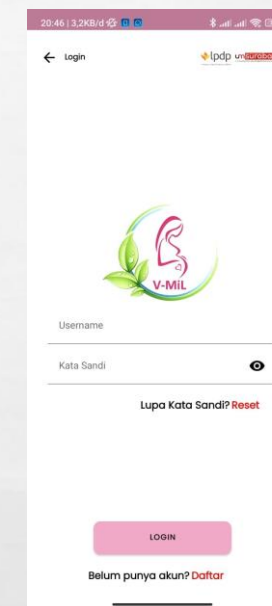 20:46 | 3,2KB/d
Login
lpdp umsuraba
V-MiL
Username
Kata Sandi
Lupa Kata Sandi? Reset
LOGIN
Belum punya akun? Daftar